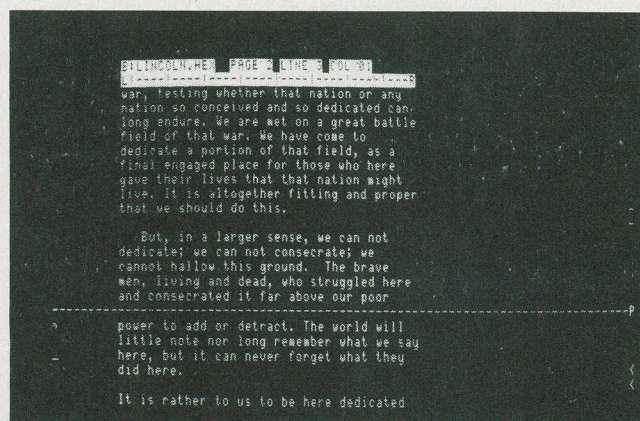 B:LINCOLN.HEX PAGE 2 LINE 3 COL 01
L!----!----!----!----!----!----!----R
war, testing whether that nation or any
nation so conceived and so dedicated can
long endure. We are met on a great battle
field of that war. We have come to
dedicate a portion of that field, as a
final engaged place for those who here
gave their lives that that nation might
live. It is altogether fitting and proper
that we should do this.
But, in a larger sense, we can not
dedicate; we can not consecrate; we
cannot hallow this ground.  The brave
men, living and dead, who struggled here
and consecrated it far above our poor
P
power to add or detract. The world will
little note nor long remember what we say
here, but it can never forget what they
did here.
<
<
It is rather to us to be here dedicated